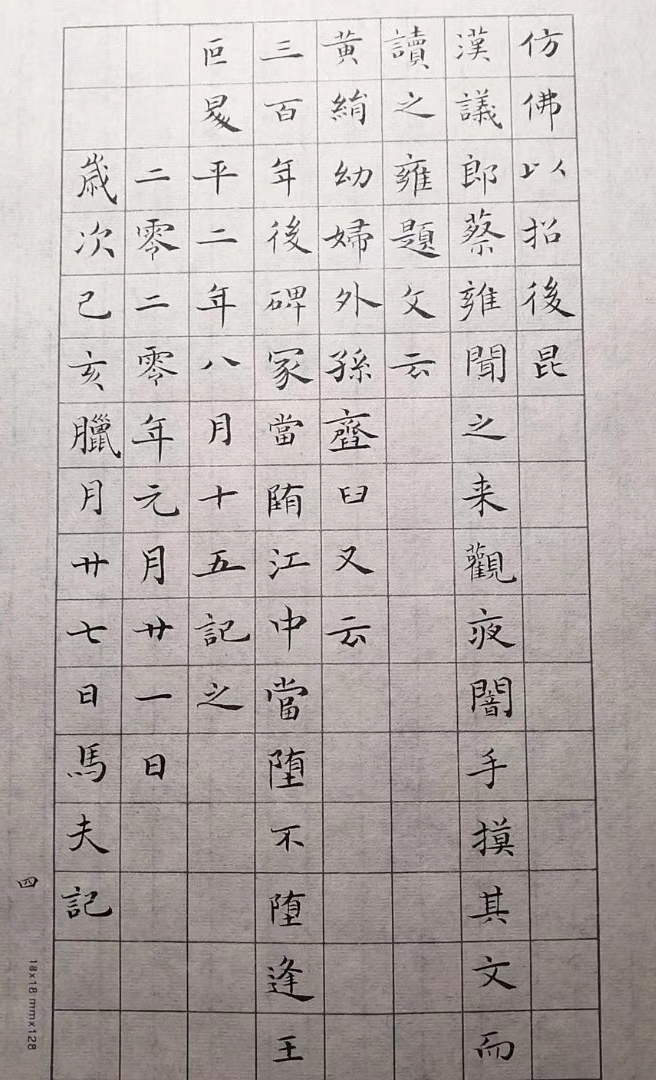 仿佛以招後昆
漢議郎蔡雍聞之来觀夜闇手摸其文而
讀之雍題文云
黃絹幼婦外孫齏臼又云
三百年後碑冢當墮江中當墮不墮逢王
叵
昇平二年八月十五記之
二零二零年元月廿一日
歲次己亥臘月廿七日馬夫記
四
18x18 mmx128